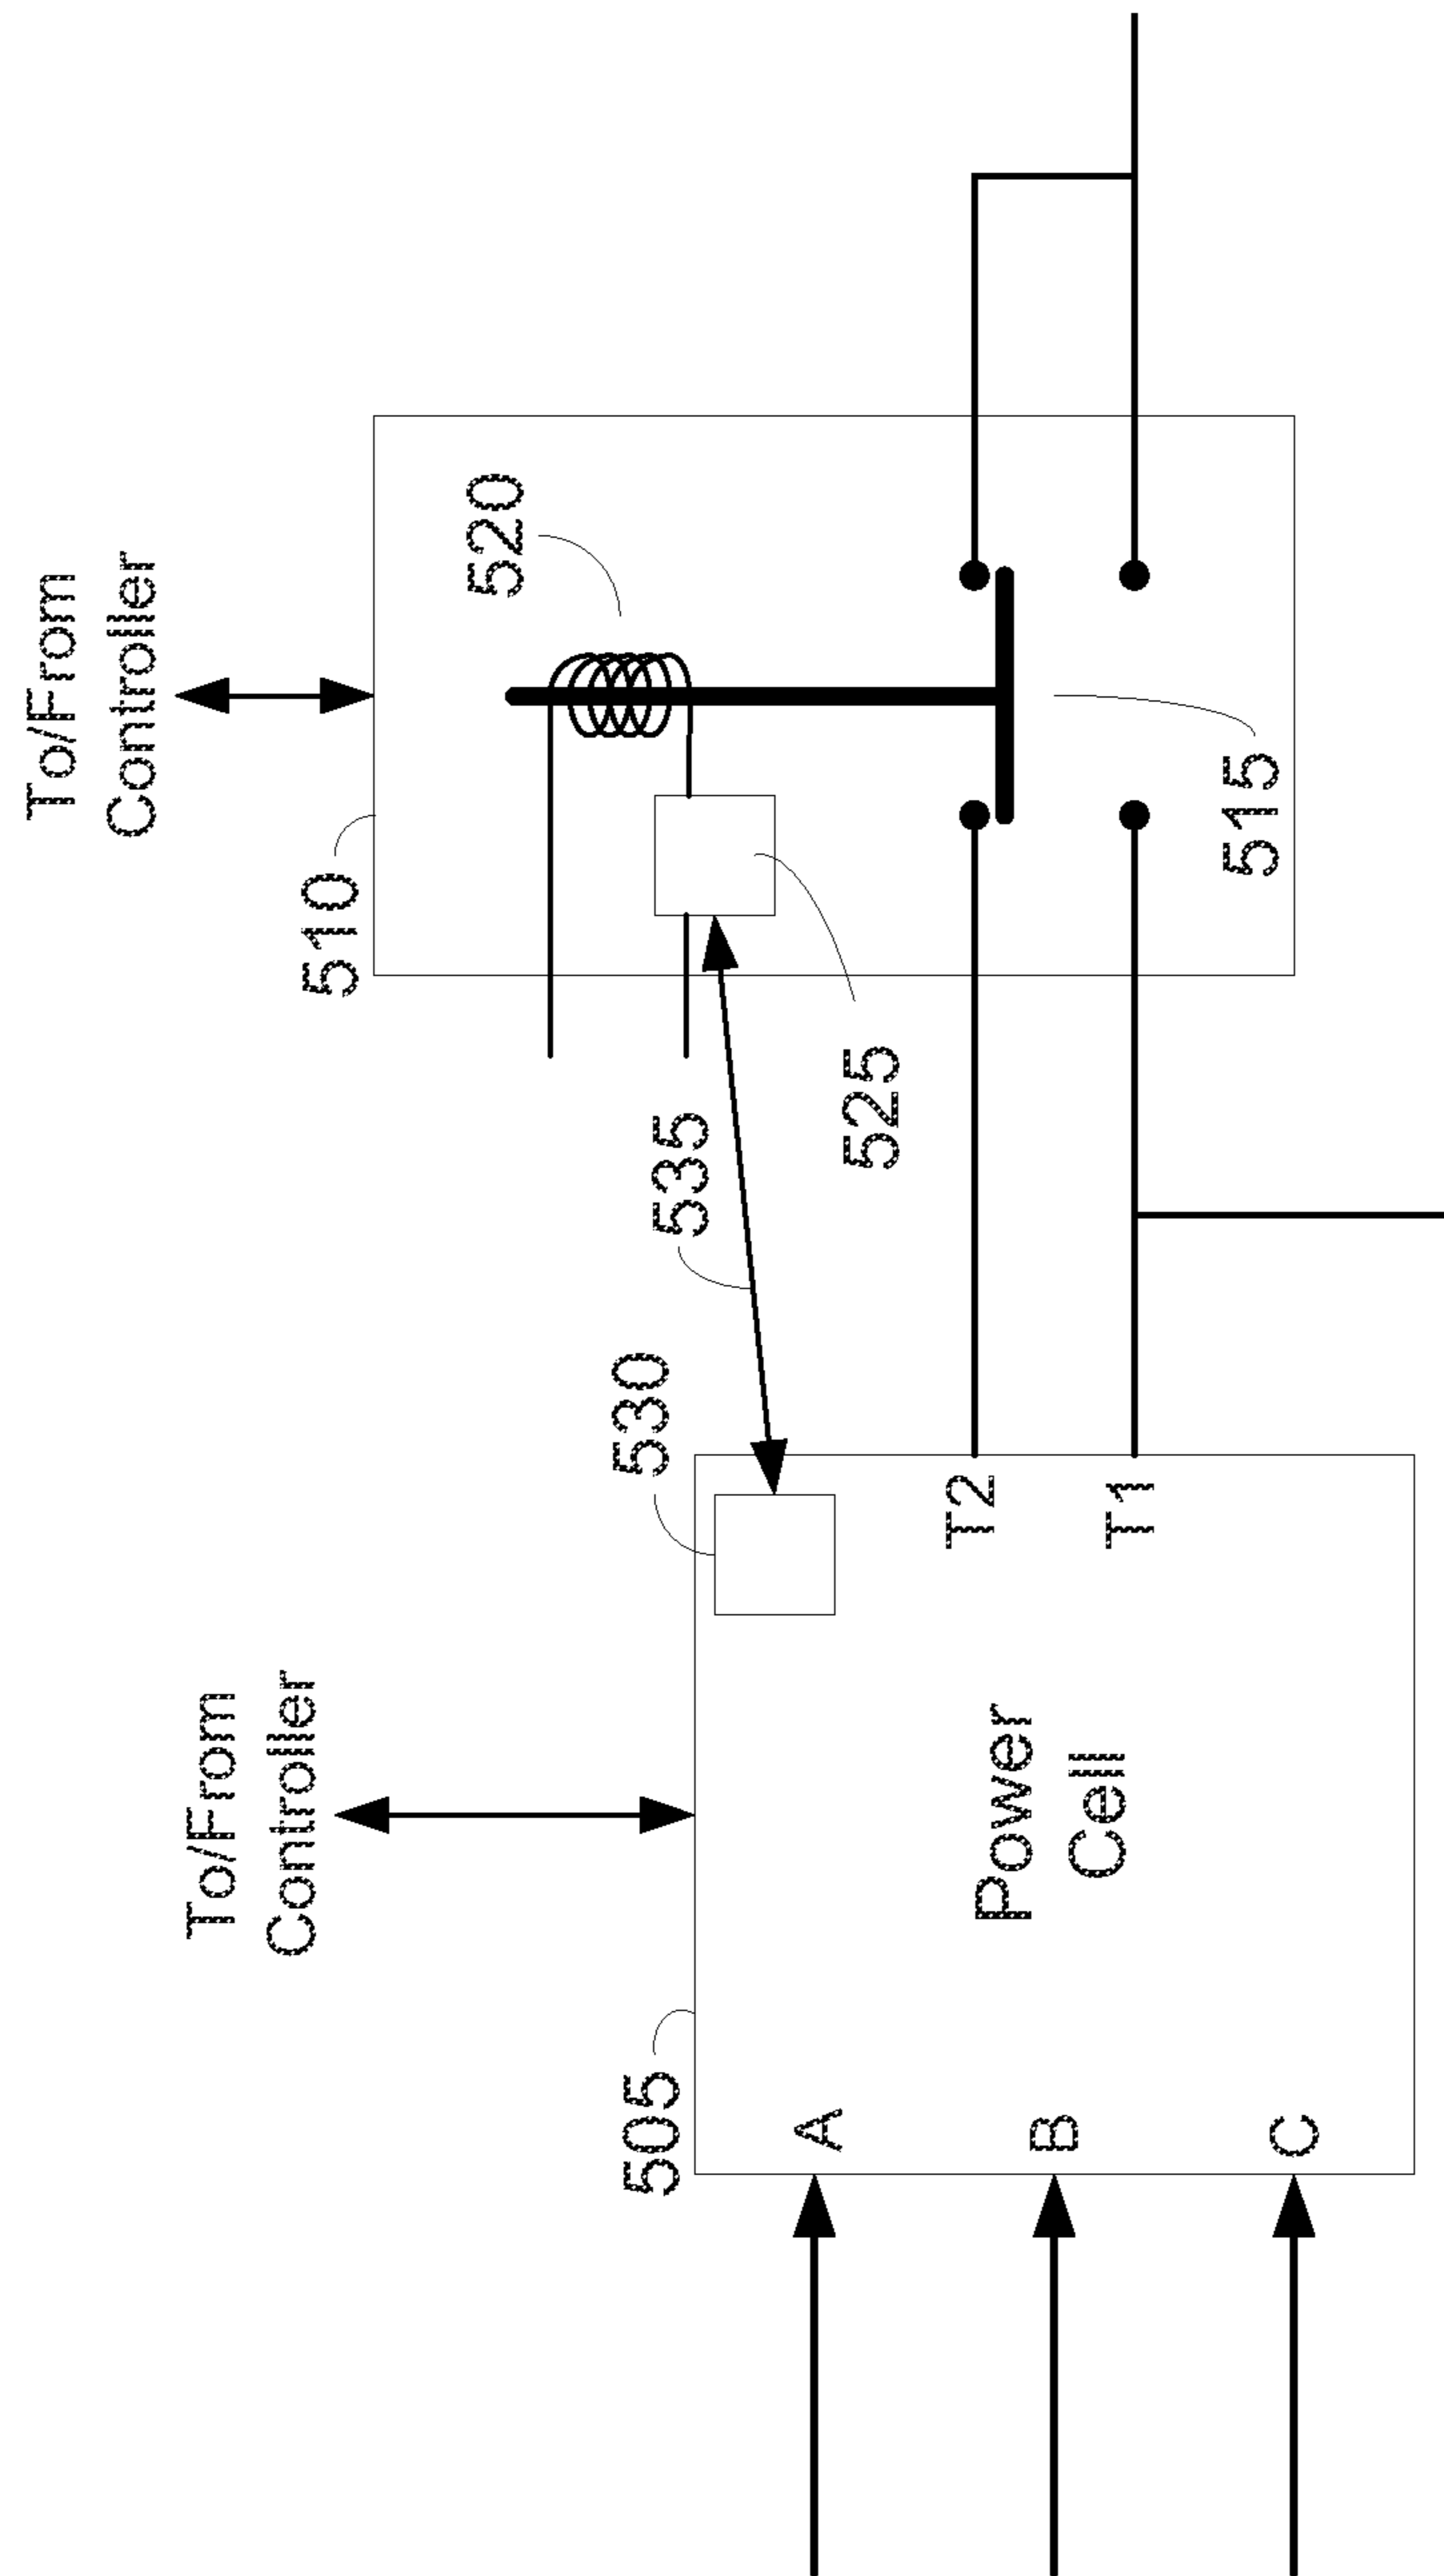 To/From
Controller
510
520
515
525
535
530
To/From
Controller
505
T2
T1
Power
Cell
A
B
C